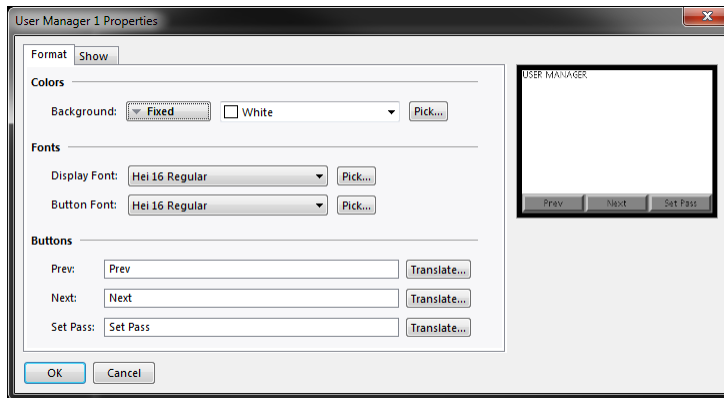 User Manager 1 Properties
Format Show
Colors
Background: Fixed White Pick...
Fonts
Display Font: Hei 16 Regular Pick...
Button Font: Hei 16 Regular Pick...
Buttons
Prev: Prev Translate...
Next: Next Translate...
Set Pass: Set Pass Translate...
OK Cancel
USER MANAGER
Prev Next Set Pass